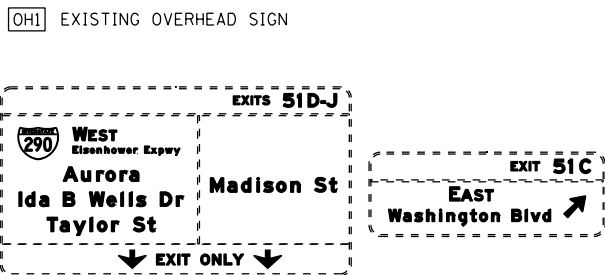 OH1 EXISTING OVERHEAD SIGN
EXITS 51D-J
INTERSTATE
290
WEST
Eisenhower Expwy
Aurora
Ida B Wells Dr
Taylor St
Madison St
EXIT ONLY
EXIT 51C
EAST
Washington Blvd